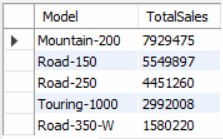 Model TotalSales
Mountain-200 7929475
Road-150 5549897
Road-250 4451260
Touring-1000 2992008
Road-350-W 1580220